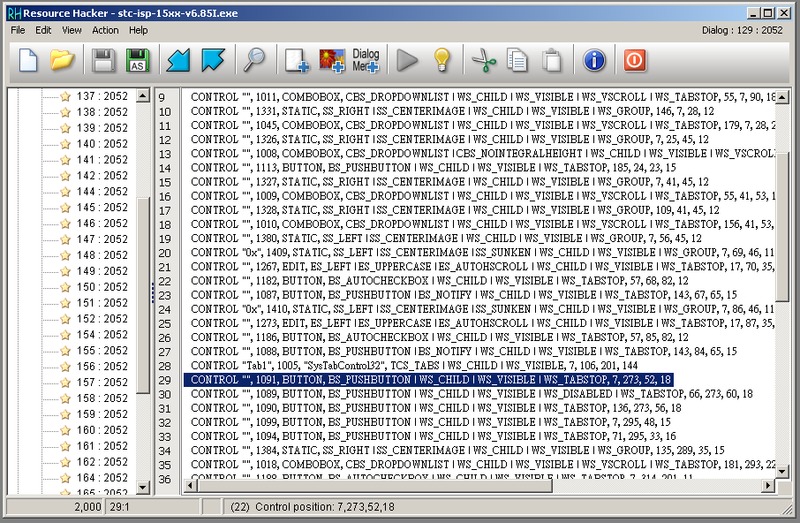 RH Resource Hacker - stc-isp-15xx-v6.85I.exe
File Edit View Action Help
Dialog : 129 : 2052
AS
Dialog
Menu
137 : 2052
138 : 2052
139 : 2052
140 : 2052
141 : 2052
142 : 2052
144 : 2052
145 : 2052
146 : 2052
147 : 2052
148 : 2052
149 : 2052
150 : 2052
151 : 2052
152 : 2052
154 : 2052
155 : 2052
156 : 2052
157 : 2052
158 : 2052
159 : 2052
160 : 2052
161 : 2052
162 : 2052
164 : 2052
165 : 2052
9 CONTROL "", 1011, COMBOBOX, CBS_DROPDOWNLIST | WS_CHILD | WS_VISIBLE | WS_VSCROLL | WS_TABSTOP, 55, 7, 90, 18
10 CONTROL "", 1331, STATIC, SS_RIGHT | SS_CENTERIMAGE | WS_CHILD | WS_VISIBLE | WS_GROUP, 146, 7, 28, 12
11 CONTROL "", 1045, COMBOBOX, CBS_DROPDOWNLIST | WS_CHILD | WS_VISIBLE | WS_VSCROLL | WS_TABSTOP, 179, 7, 28, 2
12 CONTROL "", 1326, STATIC, SS_RIGHT | SS_CENTERIMAGE | WS_CHILD | WS_VISIBLE | WS_GROUP, 7, 25, 45, 12
13 CONTROL "", 1008, COMBOBOX, CBS_DROPDOWNLIST | CBS_NOINTEGRALHEIGHT | WS_CHILD | WS_VISIBLE | WS_VSCROL
14 CONTROL "", 1113, BUTTON, BS_PUSHBUTTON | WS_CHILD | WS_VISIBLE | WS_TABSTOP, 185, 24, 23, 15
15 CONTROL "", 1327, STATIC, SS_RIGHT | SS_CENTERIMAGE | WS_CHILD | WS_VISIBLE | WS_GROUP, 7, 41, 45, 12
16 CONTROL "", 1009, COMBOBOX, CBS_DROPDOWNLIST | WS_CHILD | WS_VISIBLE | WS_VSCROLL | WS_TABSTOP, 55, 41, 53, 1
17 CONTROL "", 1328, STATIC, SS_RIGHT | SS_CENTERIMAGE | WS_CHILD | WS_VISIBLE | WS_GROUP, 109, 41, 45, 12
18 CONTROL "", 1010, COMBOBOX, CBS_DROPDOWNLIST | WS_CHILD | WS_VISIBLE | WS_VSCROLL | WS_TABSTOP, 156, 41, 53,
19 CONTROL "", 1380, STATIC, SS_LEFT | SS_CENTERIMAGE | WS_CHILD | WS_VISIBLE | WS_GROUP, 7, 56, 45, 12
20 CONTROL "0x", 1409, STATIC, SS_LEFT | SS_CENTERIMAGE | SS_SUNKEN | WS_CHILD | WS_VISIBLE | WS_GROUP, 7, 69, 46, 11
21 CONTROL "", 1267, EDIT, ES_LEFT | ES_UPPERCASE | ES_AUTOHSCROLL | WS_CHILD | WS_VISIBLE | WS_TABSTOP, 17, 70, 35,
22 CONTROL "", 1182, BUTTON, BS_AUTOCHECKBOX | WS_CHILD | WS_VISIBLE | WS_TABSTOP, 57, 68, 82, 12
23 CONTROL "", 1087, BUTTON, BS_PUSHBUTTON | BS_NOTIFY | WS_CHILD | WS_VISIBLE | WS_TABSTOP, 143, 67, 65, 15
24 CONTROL "0x", 1410, STATIC, SS_LEFT | SS_CENTERIMAGE | SS_SUNKEN | WS_CHILD | WS_VISIBLE | WS_GROUP, 7, 86, 46, 11
25 CONTROL "", 1273, EDIT, ES_LEFT | ES_UPPERCASE | ES_AUTOHSCROLL | WS_CHILD | WS_VISIBLE | WS_TABSTOP, 17, 87, 35,
26 CONTROL "", 1186, BUTTON, BS_AUTOCHECKBOX | WS_CHILD | WS_VISIBLE | WS_TABSTOP, 57, 85, 82, 12
27 CONTROL "", 1088, BUTTON, BS_PUSHBUTTON | BS_NOTIFY | WS_CHILD | WS_VISIBLE | WS_TABSTOP, 143, 84, 65, 15
28 CONTROL "Tab1", 1005, "SysTabControl32", TCS_TABS | WS_CHILD | WS_VISIBLE, 7, 106, 201, 144
29 CONTROL "", 1091, BUTTON, BS_PUSHBUTTON | WS_CHILD | WS_VISIBLE | WS_TABSTOP, 7, 273, 52, 18
30 CONTROL "", 1089, BUTTON, BS_PUSHBUTTON | WS_CHILD | WS_VISIBLE | WS_DISABLED | WS_TABSTOP, 66, 273, 60, 18
31 CONTROL "", 1090, BUTTON, BS_PUSHBUTTON | WS_CHILD | WS_VISIBLE | WS_TABSTOP, 136, 273, 56, 18
32 CONTROL "", 1099, BUTTON, BS_PUSHBUTTON | WS_CHILD | WS_VISIBLE | WS_TABSTOP, 7, 295, 48, 15
33 CONTROL "", 1094, BUTTON, BS_PUSHBUTTON | WS_CHILD | WS_VISIBLE | WS_TABSTOP, 71, 295, 33, 16
34 CONTROL "", 1384, STATIC, SS_RIGHT | SS_CENTERIMAGE | WS_CHILD | WS_VISIBLE | WS_GROUP, 135, 289, 35, 15
35 CONTROL "", 1018, COMBOBOX, CBS_DROPDOWNLIST | WS_CHILD | WS_VISIBLE | WS_VSCROLL | WS_TABSTOP, 181, 293, 22
36 CONTROL "", 1188, BUTTON, BS_AUTOCHECKBOX | WS_CHILD | WS_VISIBLE | WS_TABSTOP, 7, 314, 201, 11
2,000 29:1 (22) Control position: 7,273,52,18